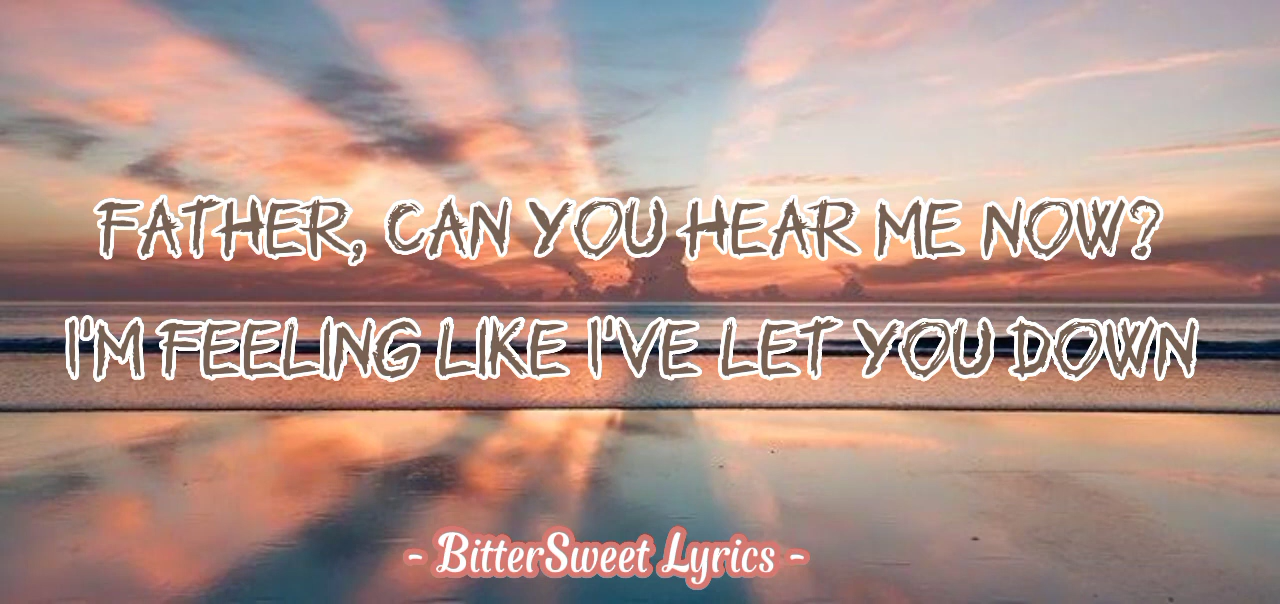 FATHER, CAN YOU HEAR ME NOW?
I'M FEELING LIKE I'VE LET YOU DOWN
- BitterSweet Lyrics -